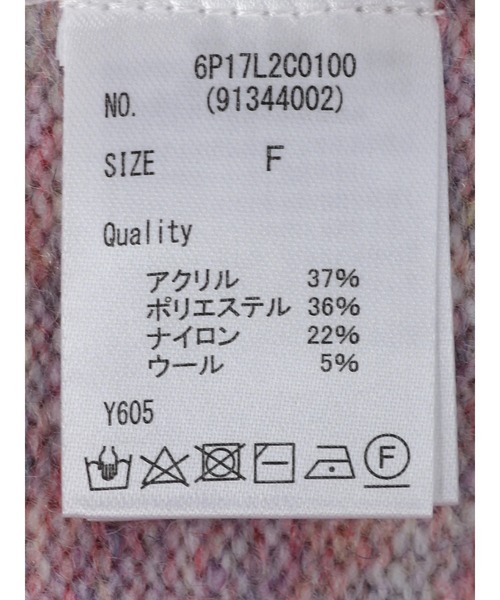 6P17L2C0100
NO. (91344002)
SIZE F
Quality
アクリル 37%
ポリエステル 36%
ナイロン 22%
ウール 5%
Y605
F